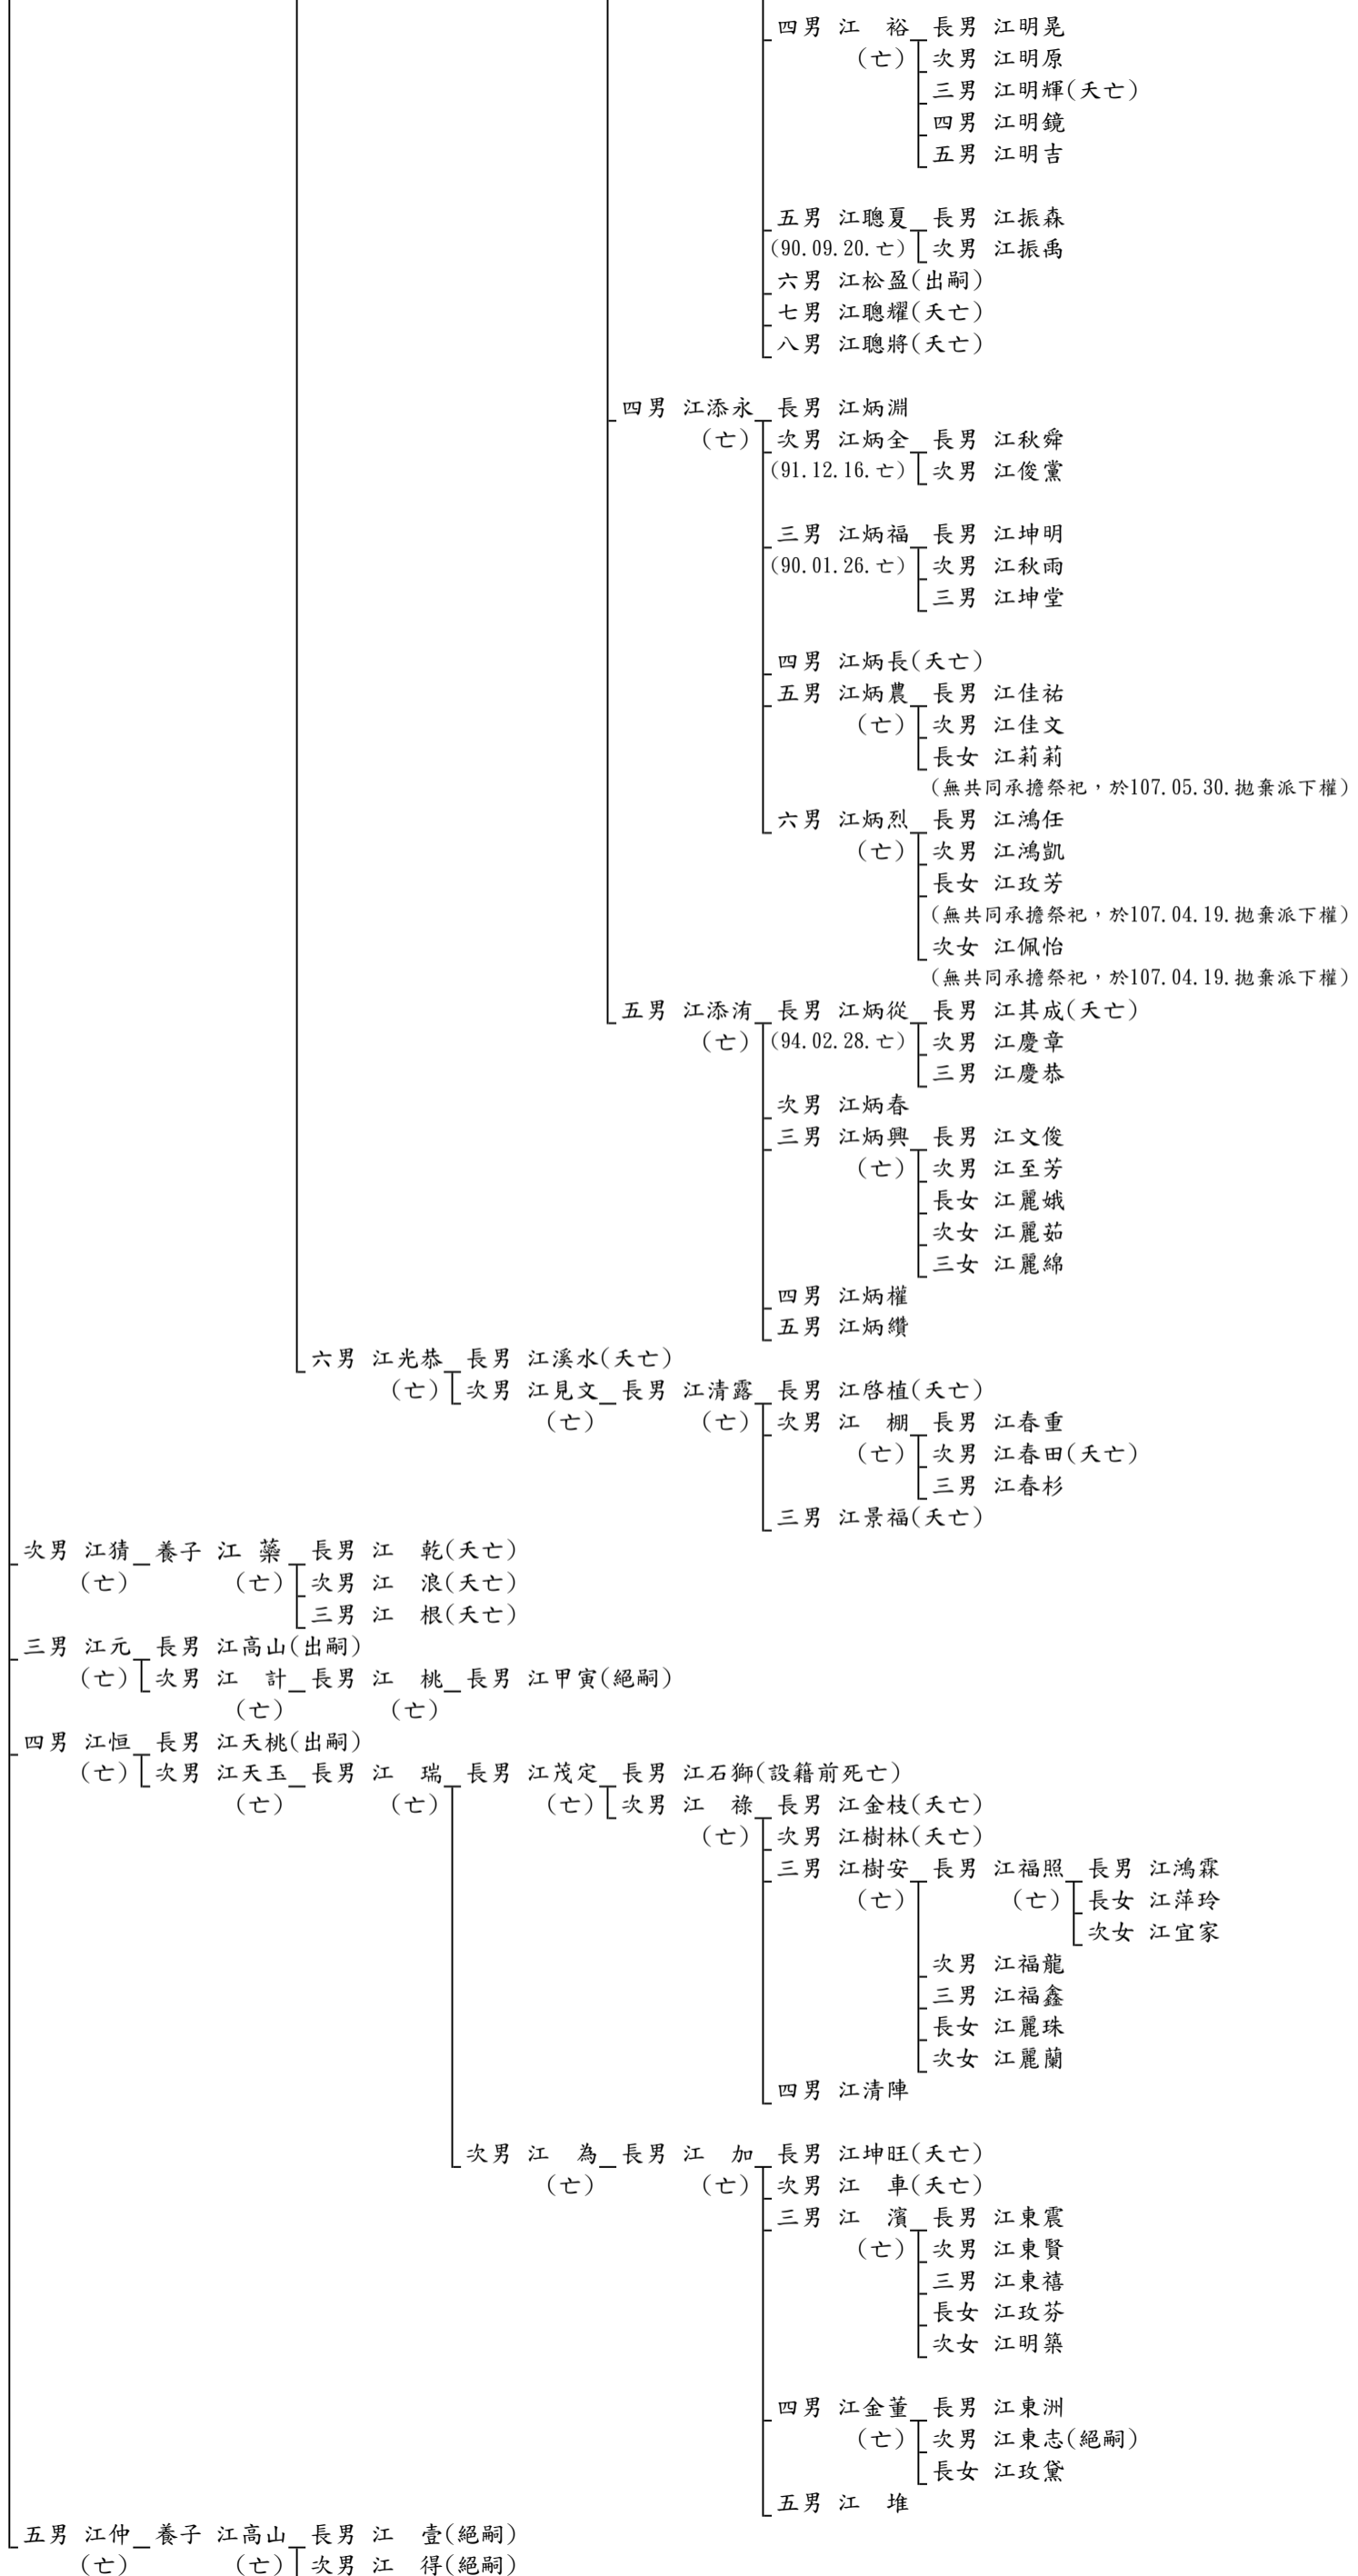 四男 江　裕 長男 江明晃
(亡) 次男 江明原
三男 江明輝(夭亡)
四男 江明鏡
五男 江明吉
五男 江聰夏 長男 江振森
(90.09.20.亡) 次男 江振禹
六男 江松盈(出嗣)
七男 江聰耀(夭亡)
八男 江聰將(夭亡)
四男 江添永 長男 江炳淵
(亡) 次男 江炳全 長男 江秋舜
(91.12.16.亡) 次男 江俊黨
三男 江炳福 長男 江坤明
(90.01.26.亡) 次男 江秋雨
三男 江坤堂
四男 江炳長(夭亡)
五男 江炳農 長男 江佳祐
(亡) 次男 江佳文
長女 江莉莉
(無共同承擔祭祀，於107.05.30.拋棄派下權)
六男 江炳烈 長男 江鴻任
(亡) 次男 江鴻凱
長女 江玫芳
(無共同承擔祭祀，於107.04.19.拋棄派下權)
次女 江佩怡
(無共同承擔祭祀，於107.04.19.拋棄派下權)
五男 江添洧 長男 江炳從 長男 江其成(夭亡)
(亡) (94.02.28.亡) 次男 江慶章
三男 江慶恭
次男 江炳春
三男 江炳興 長男 江文俊
(亡) 次男 江至芳
長女 江麗娥
次女 江麗茹
三女 江麗綿
四男 江炳權
五男 江炳纘
六男 江光恭 長男 江溪水(夭亡)
(亡) 次男 江見文 長男 江清露 長男 江啓植(夭亡)
(亡) (亡) 次男 江　棚 長男 江春重
(亡) 次男 江春田(夭亡)
三男 江春杉
三男 江景福(夭亡)
次男 江猜 養子 江 藥 長男 江　乾(夭亡)
(亡) (亡) 次男 江　浪(夭亡)
三男 江　根(夭亡)
三男 江元 長男 江高山(出嗣)
(亡) 次男 江　計 長男 江　桃 長男 江甲寅(絕嗣)
(亡) (亡)
四男 江恒 長男 江天桃(出嗣)
(亡) 次男 江天玉 長男 江　瑞 長男 江茂定 長男 江石獅(設籍前死亡)
(亡) (亡) (亡) 次男 江　祿 長男 江金枝(夭亡)
(亡) 次男 江樹林(夭亡)
三男 江樹安 長男 江福照 長男 江鴻霖
(亡) (亡) 長女 江萍玲
次女 江宜家
次男 江福龍
三男 江福鑫
長女 江麗珠
次女 江麗蘭
四男 江清陣
次男 江　為 長男 江　加 長男 江坤旺(夭亡)
(亡) (亡) 次男 江　車(夭亡)
三男 江　濱 長男 江東震
(亡) 次男 江東賢
三男 江東禧
長女 江玫芬
次女 江明築
四男 江金董 長男 江東洲
(亡) 次男 江東志(絕嗣)
長女 江玫黛
五男 江　堆
五男 江仲 養子 江高山 長男 江　壹(絕嗣)
(亡) (亡) 次男 江　得(絕嗣)